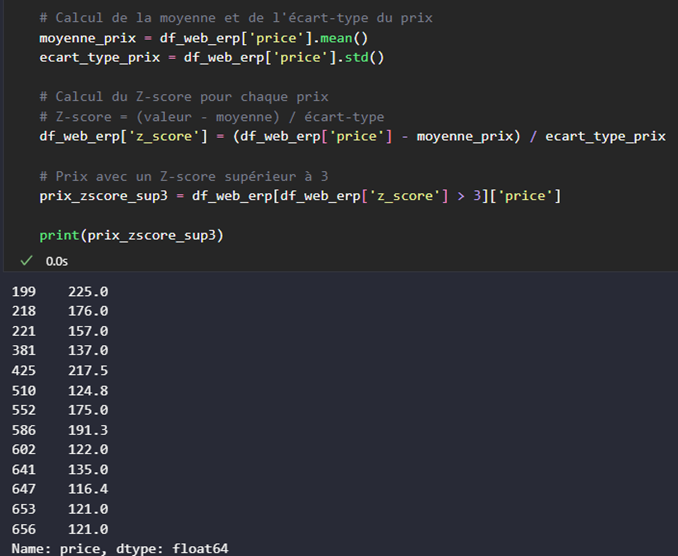 # Calcul de la moyenne et de l'écart-type du prix
moyenne_prix = df_web_erp['price'].mean()
ecart_type_prix = df_web_erp['price'].std()
# Calcul du Z-score pour chaque prix
# Z-score = (valeur - moyenne) / écart-type
df_web_erp['z_score'] = (df_web_erp['price'] - moyenne_prix) / ecart_type_prix
# Prix avec un Z-score supérieur à 3
prix_zscore_sup3 = df_web_erp[df_web_erp['z_score'] > 3]['price']
print(prix_zscore_sup3)
0.0s
199 225.0
218 176.0
221 157.0
381 137.0
425 217.5
510 124.8
552 175.0
586 191.3
602 122.0
641 135.0
647 116.4
653 121.0
656 121.0
Name: price, dtype: float64